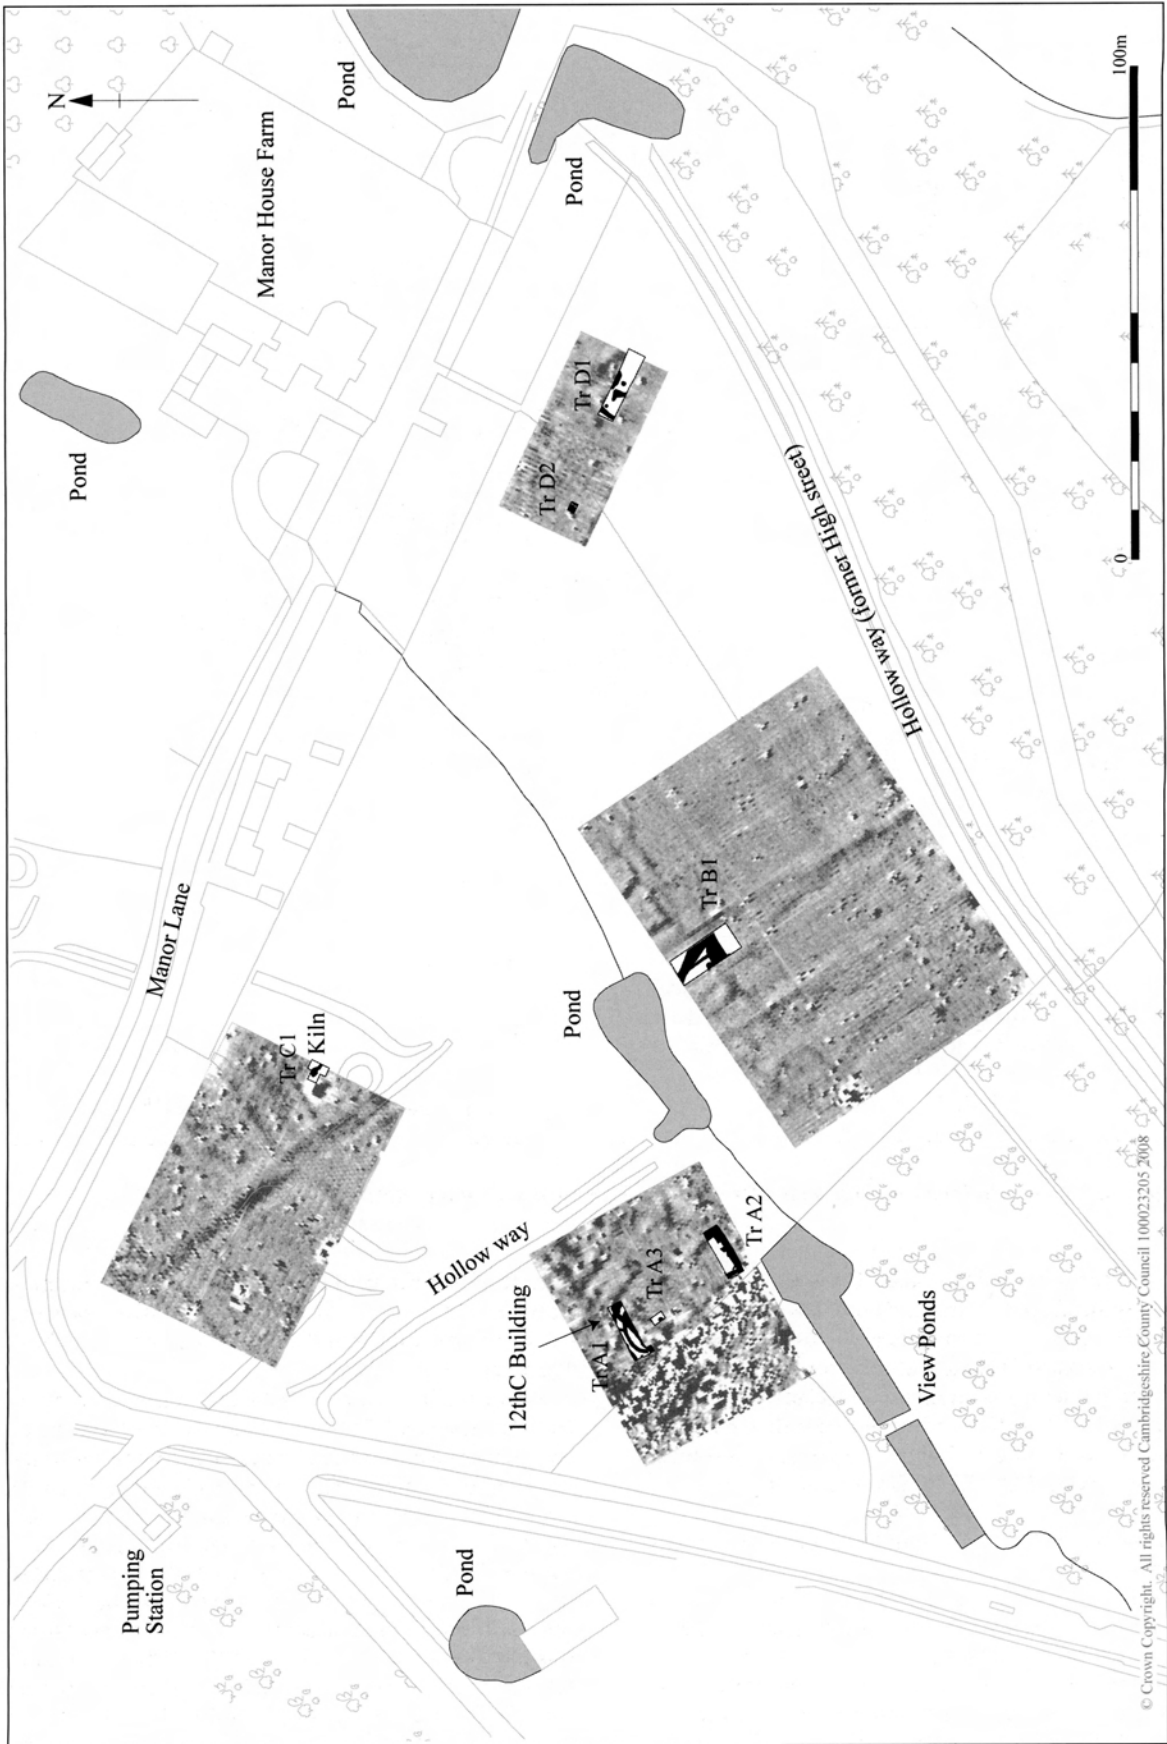 Pumping
Station
Pond
Manor Lane
Pond
Manor House Farm
N
Pond
Tr C1
Kiln
Hollow way
12thC Building
Tr A1
Tr A3
Tr A2
Pond
Tr B1
Tr D2
Tr D1
Pond
View Ponds
Hollow way (former High street)
0
100m
© Crown Copyright. All rights reserved Cambridgeshire County Council 100023205 2008